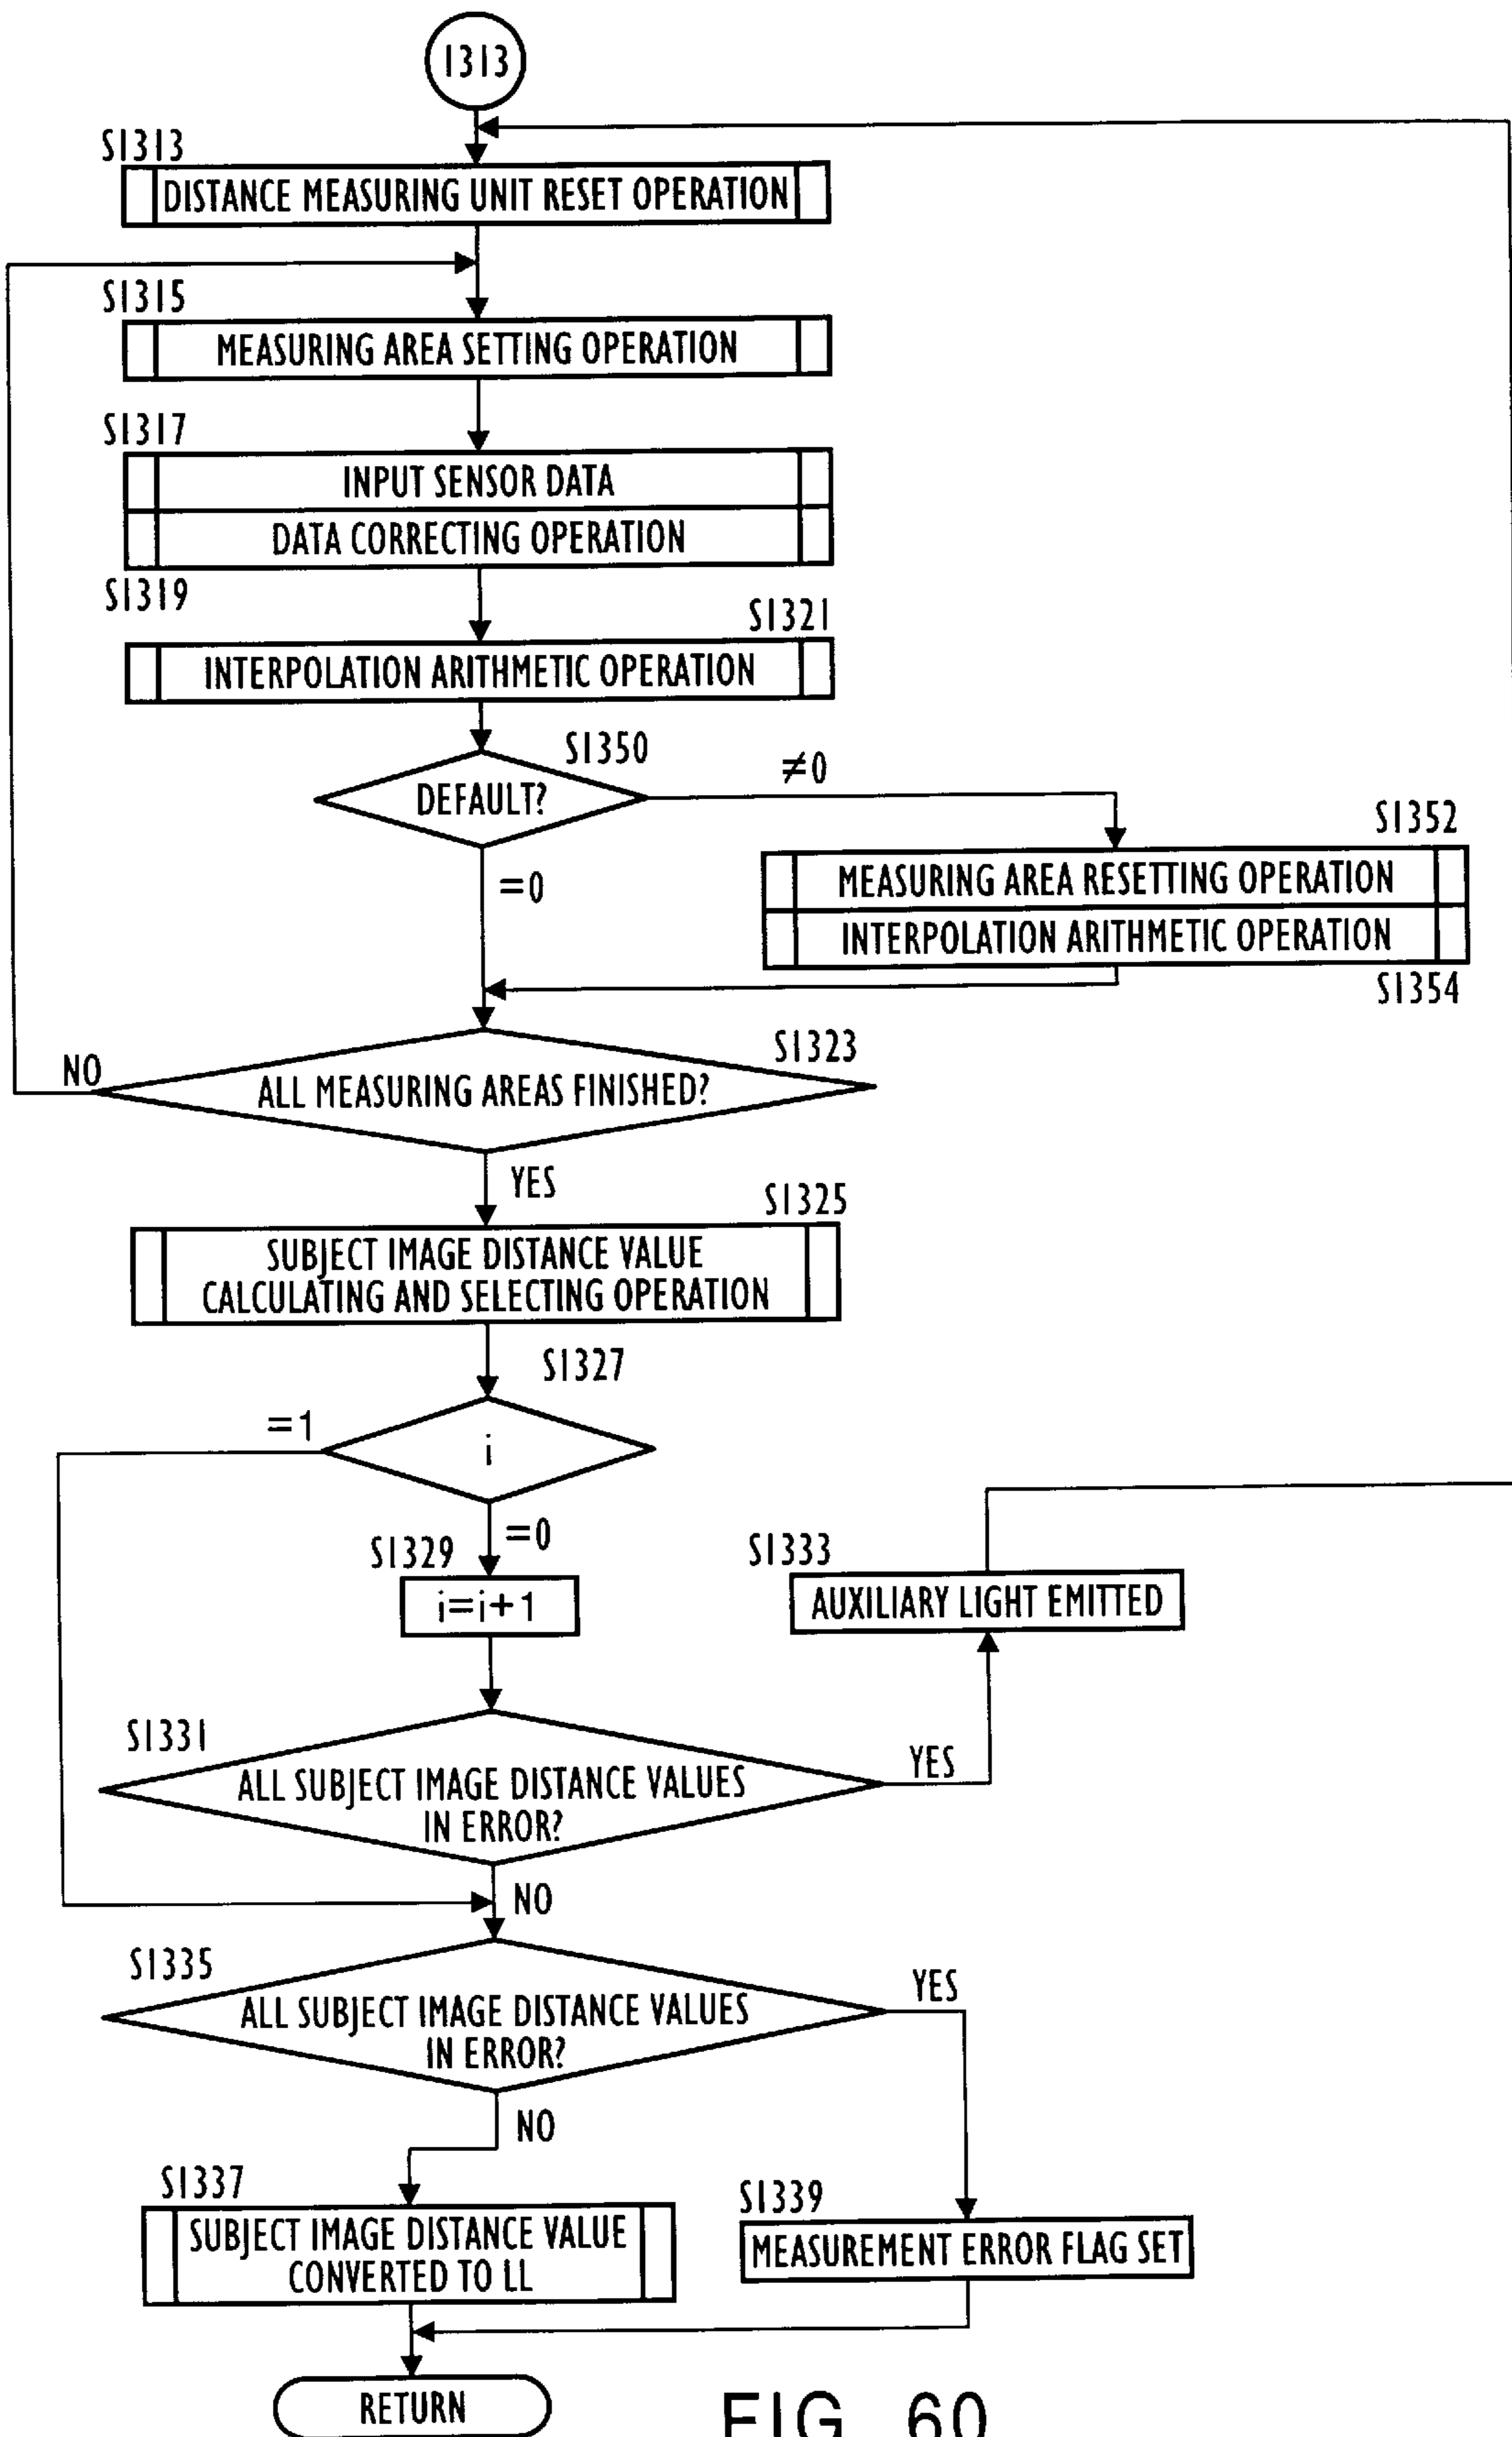 1313
S1313
DISTANCE MEASURING UNIT RESET OPERATION
S1315
MEASURING AREA SETTING OPERATION
S1317
INPUT SENSOR DATA
DATA CORRECTING OPERATION
S1319
S1321
INTERPOLATION ARITHMETIC OPERATION
S1350
DEFAULT?
≠0
=0
S1352
MEASURING AREA RESETTING OPERATION
INTERPOLATION ARITHMETIC OPERATION
S1354
S1323
NO
ALL MEASURING AREAS FINISHED?
YES
S1325
SUBJECT IMAGE DISTANCE VALUE
CALCULATING AND SELECTING OPERATION
S1327
=1
i
=0
S1329
i=i+1
S1333
AUXILIARY LIGHT EMITTED
S1331
ALL SUBJECT IMAGE DISTANCE VALUES
IN ERROR?
YES
NO
S1335
ALL SUBJECT IMAGE DISTANCE VALUES
IN ERROR?
YES
NO
S1337
SUBJECT IMAGE DISTANCE VALUE
CONVERTED TO LL
S1339
MEASUREMENT ERROR FLAG SET
RETURN
FIG. 60